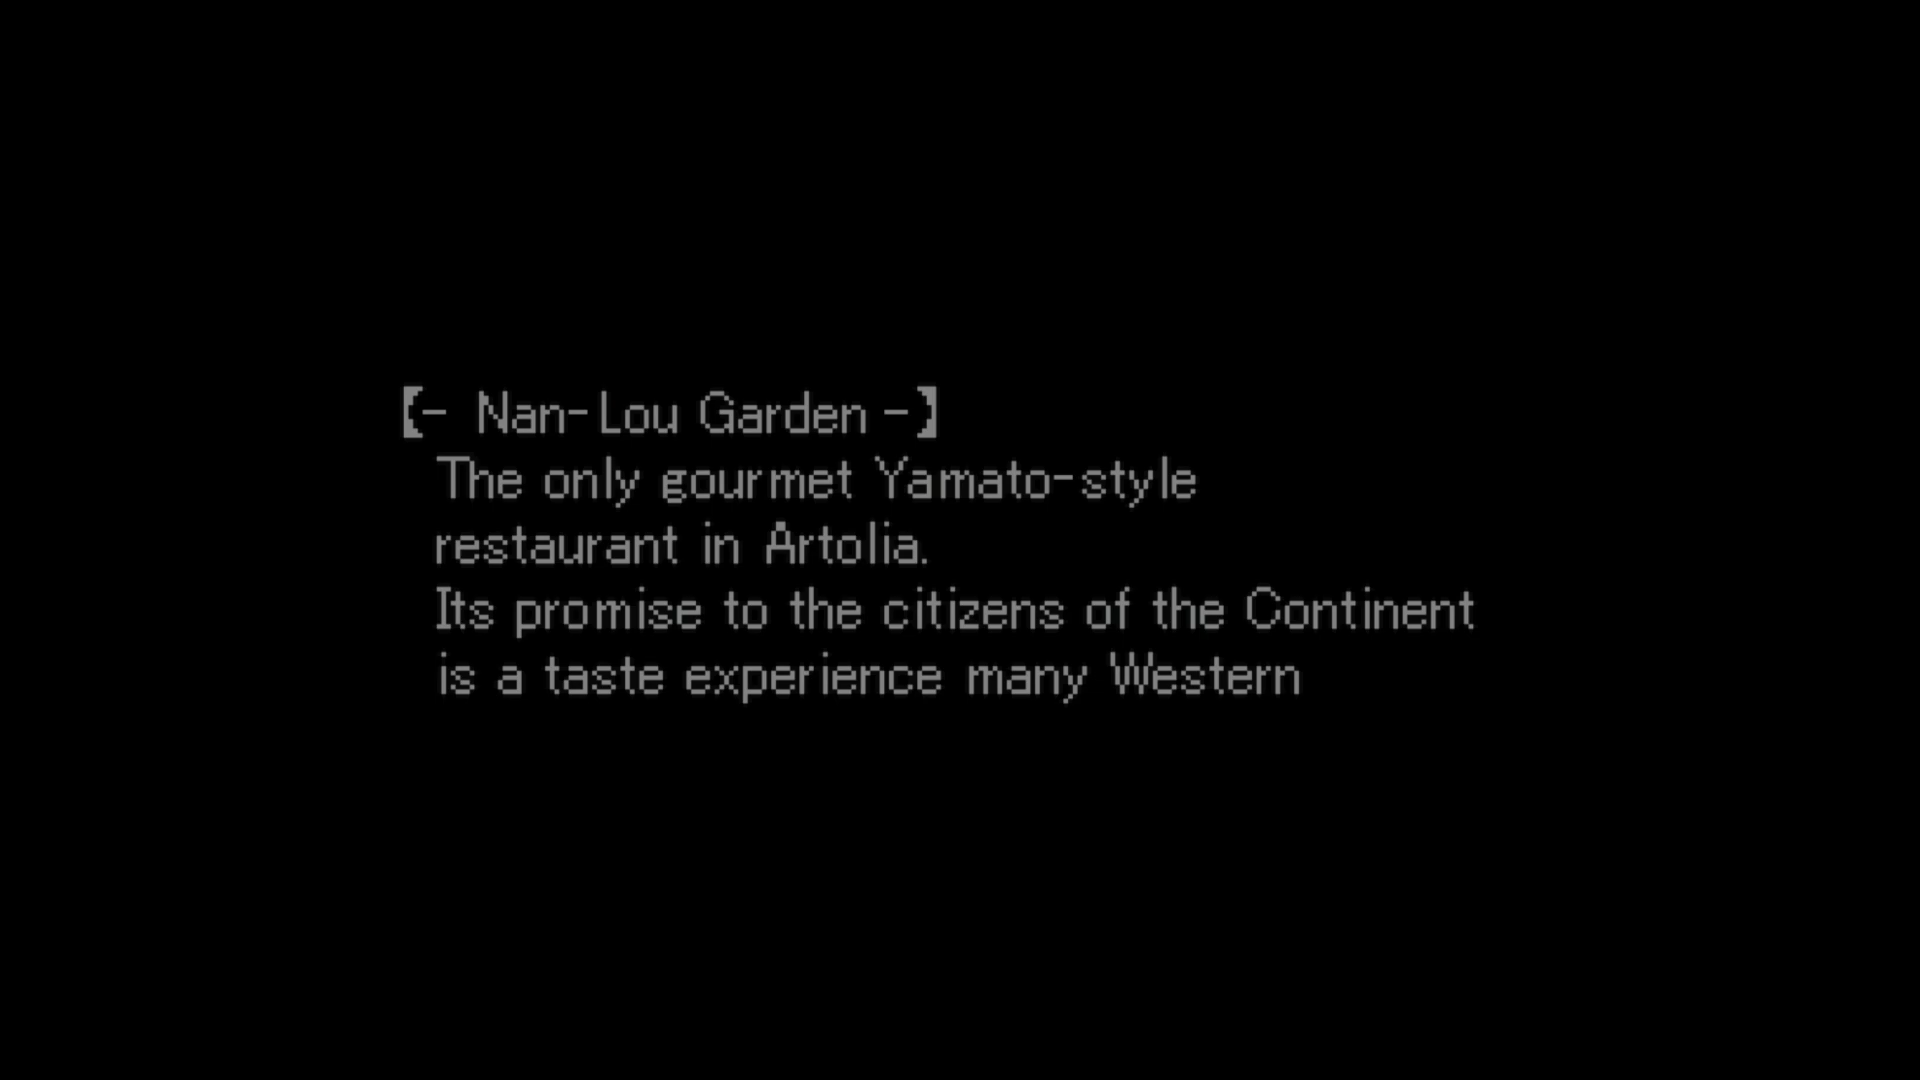 【- Nan-Lou Garden -】
The only gourmet Yamato-style
restaurant in Artolia.
Its promise to the citizens of the Continent
is a taste experience many Western